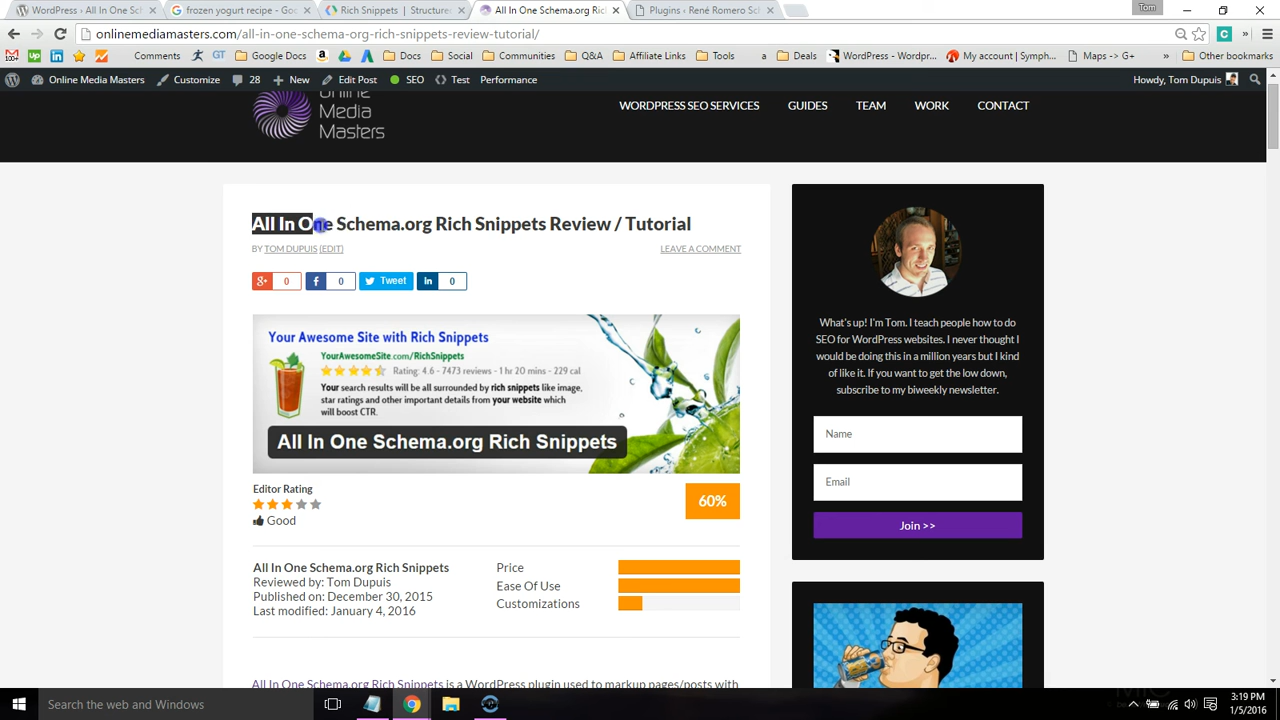 WordPress › All In One Sche
frozen yogurt recipe - Goo
Rich Snippets | Structure
All In One Schema.org Ric
Plugins ‹ René Romero Sch
Tom
onlinemediamasters.com/all-in-one-schema-org-rich-snippets-review-tutorial/
Comments GT Google Docs Docs Social Communities Q&A Affiliate Links Tools Deals WordPress - Wordpr... My Account | Symph... Maps -> G+ » Other bookmarks
Online Media Masters Customize 28 New Edit Post SEO Test Performance Howdy, Tom Dupuis
Online
Media
Masters
WORDPRESS SEO SERVICES GUIDES TEAM WORK CONTACT
All In One Schema.org Rich Snippets Review / Tutorial
BY TOM DUPUIS (EDIT) LEAVE A COMMENT
0 0 Tweet 0
Your Awesome Site with Rich Snippets
YourAwesomeSite.com/RichSnippets
Rating: 4.6 - 7473 reviews - 1 hr 20 mins - 229 cal
Your search results will be all surrounded by rich snippets like image,
star ratings and other important details from your website which
will boost CTR.
All In One Schema.org Rich Snippets
Editor Rating
60%
Good
All In One Schema.org Rich Snippets
Reviewed by: Tom Dupuis
Published on: December 30, 2015
Last modified: January 4, 2016
Price
Ease Of Use
Customizations
All In One Schema.org Rich Snippets is a WordPress plugin used to markup pages/posts with
What's up! I'm Tom. I teach people how to do
SEO for WordPress websites. I never thought I
would be doing this in a million years but I kind
of like it. If you want to get the low down,
subscribe to my biweekly newsletter.
Name
Email
Join >>
Search the web and Windows
3:19 PM
1/5/2016